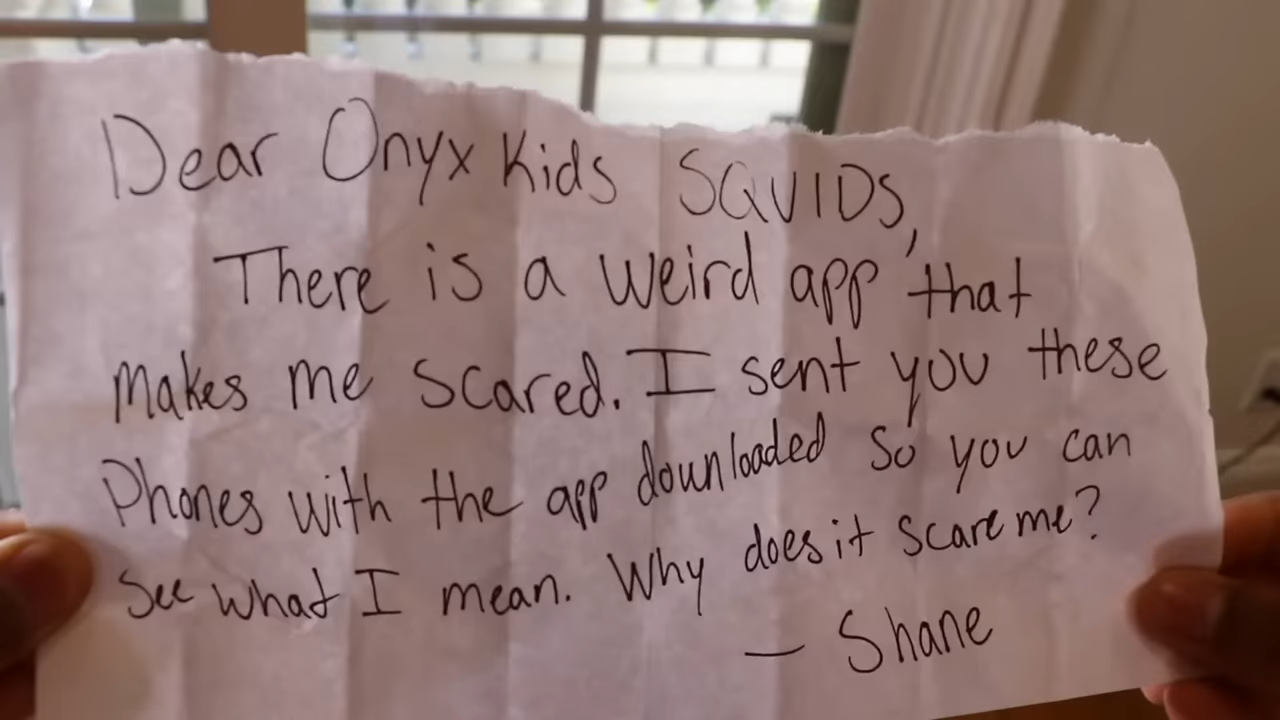 Dear Onyx Kids SQUIDS,
There is a weird app that
makes me scared. I sent you these
Phones with the app downloaded so you can
see what I mean. Why does it scare me?
— Shane